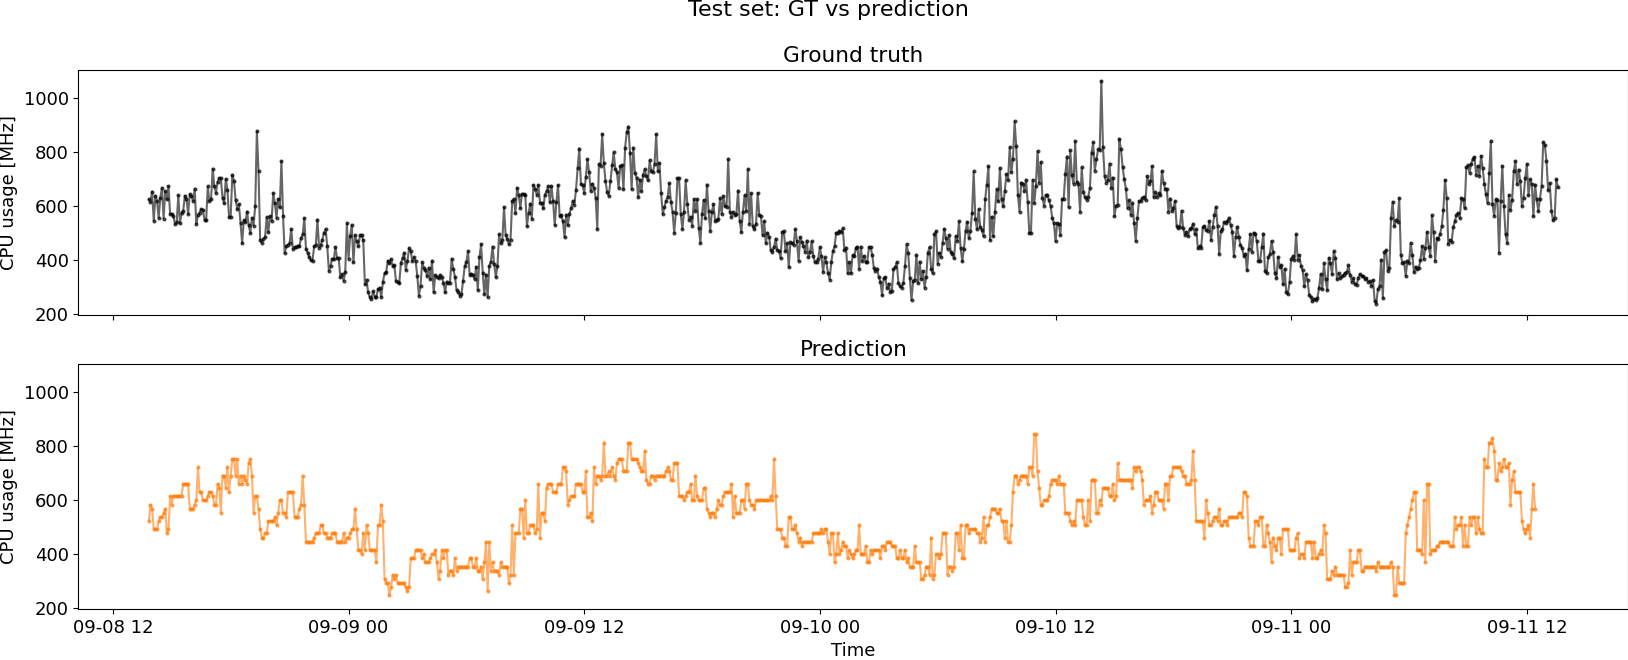 Test set: GT vs prediction
Ground truth
CPU usage [MHz]
1000
800
600
400
200
Prediction
CPU usage [MHz]
1000
800
600
400
200
09-08 12
09-09 00
09-09 12
09-10 00
09-10 12
09-11 00
09-11 12
Time